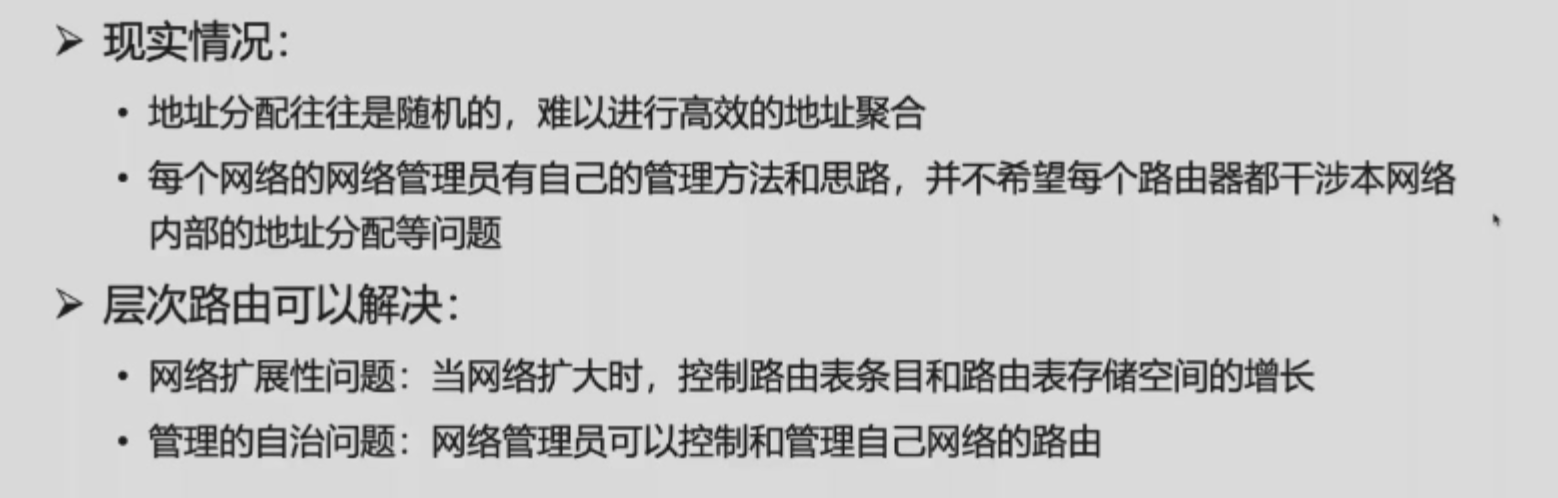 ➢ 现实情况：
• 地址分配往往是随机的，难以进行高效的地址聚合
• 每个网络的网络管理员有自己的管理方法和思路，并不希望每个路由器都干涉本网络
内部的地址分配等问题
➢ 层次路由可以解决：
• 网络扩展性问题：当网络扩大时，控制路由表条目和路由表存储空间的增长
• 管理的自治问题：网络管理员可以控制和管理自己网络的路由